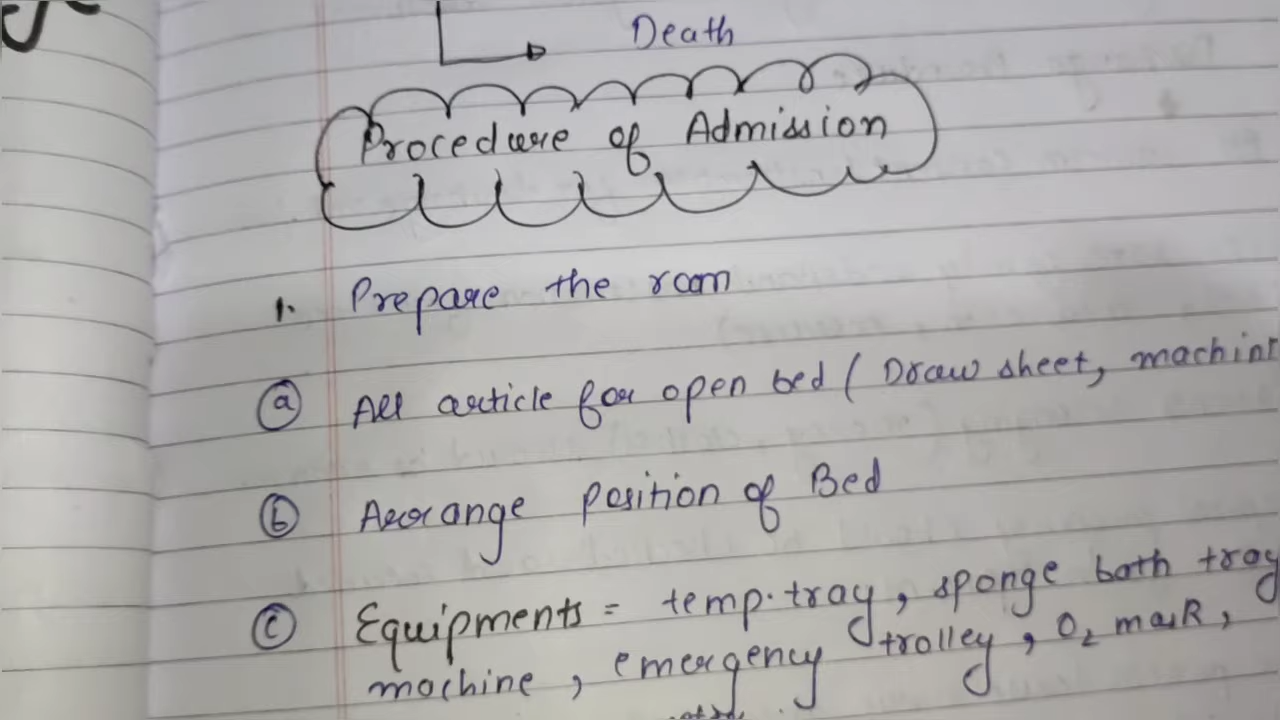 Death
Procedure of Admission
1. Prepare the room
a All article for open bed ( Draw sheet, machint
b Arrange position of Bed
c Equipments = temp. tray, sponge bath tray
machine, emergency trolley, O2 mask,